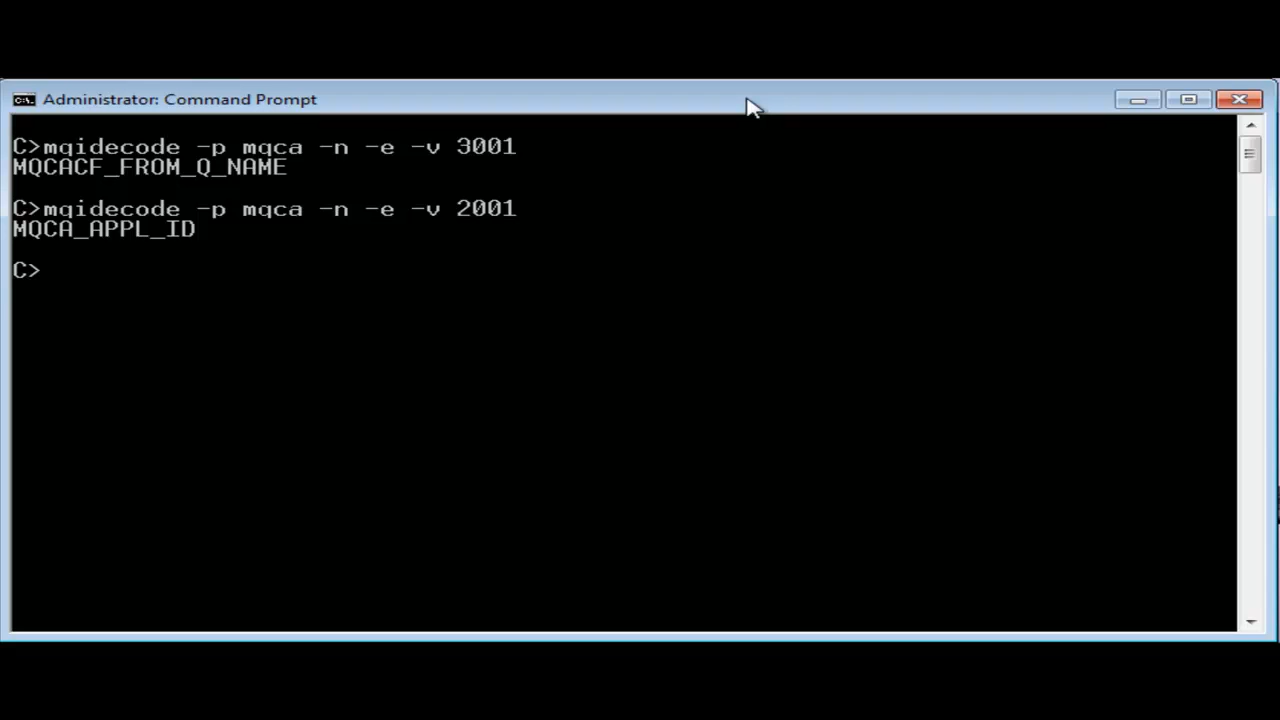 Administrator: Command Prompt
C>mqidecode -p mqca -n -e -v 3001
MQCACF_FROM_Q_NAME
C>mqidecode -p mqca -n -e -v 2001
MQCA_APPL_ID
C>